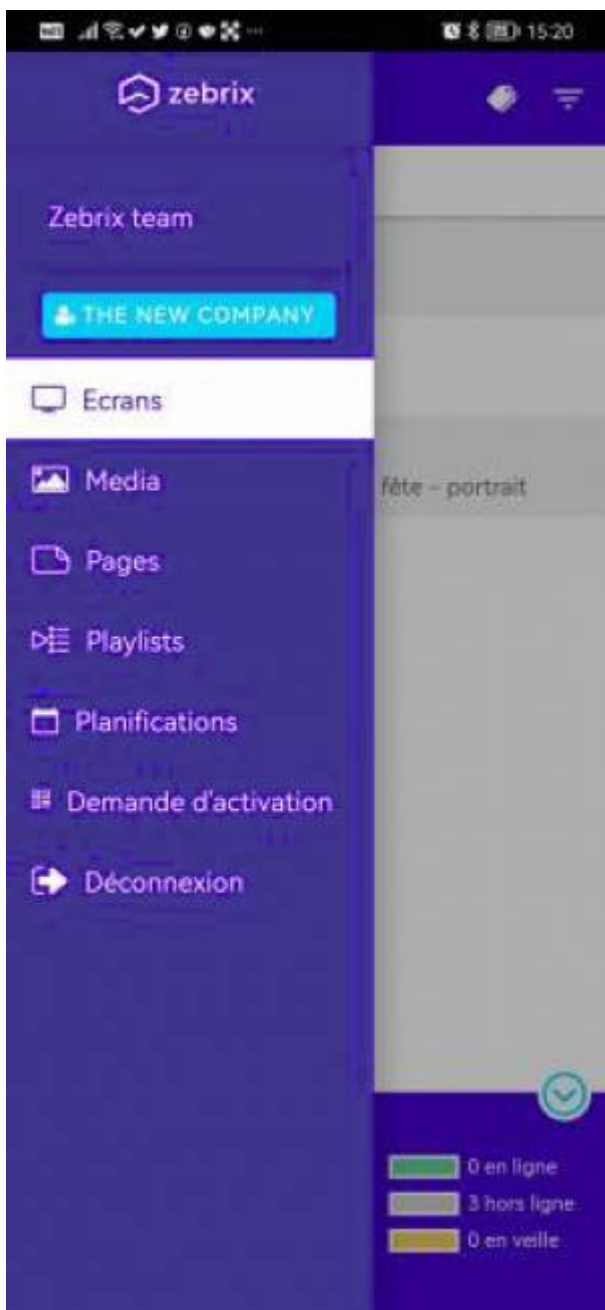 15:20
zebrix
Zebrix team
THE NEW COMPANY
Ecrans
Media
fête - portrait
Pages
Playlists
Planifications
Demande d'activation
Déconnexion
0 en ligne
3 hors ligne
0 en veille